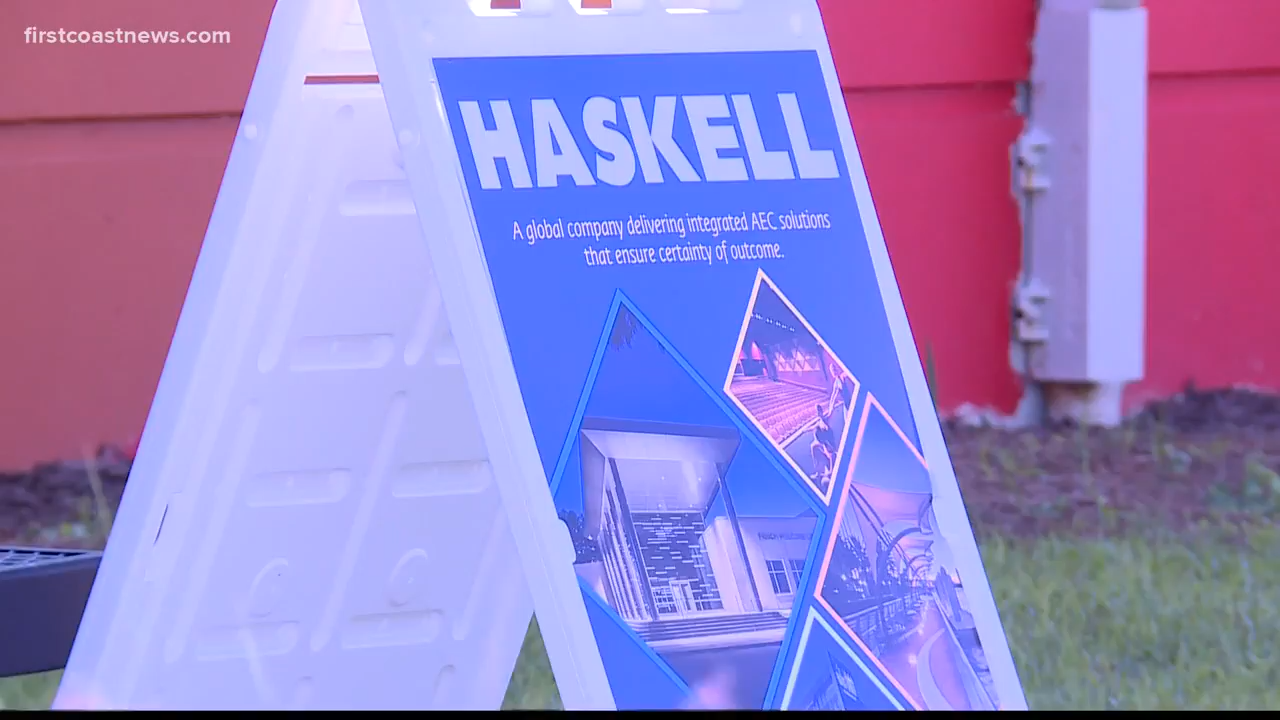 firstcoastnews.com
HASKELL
A global company delivering integrated AEC solutions
that ensure certainty of outcome.